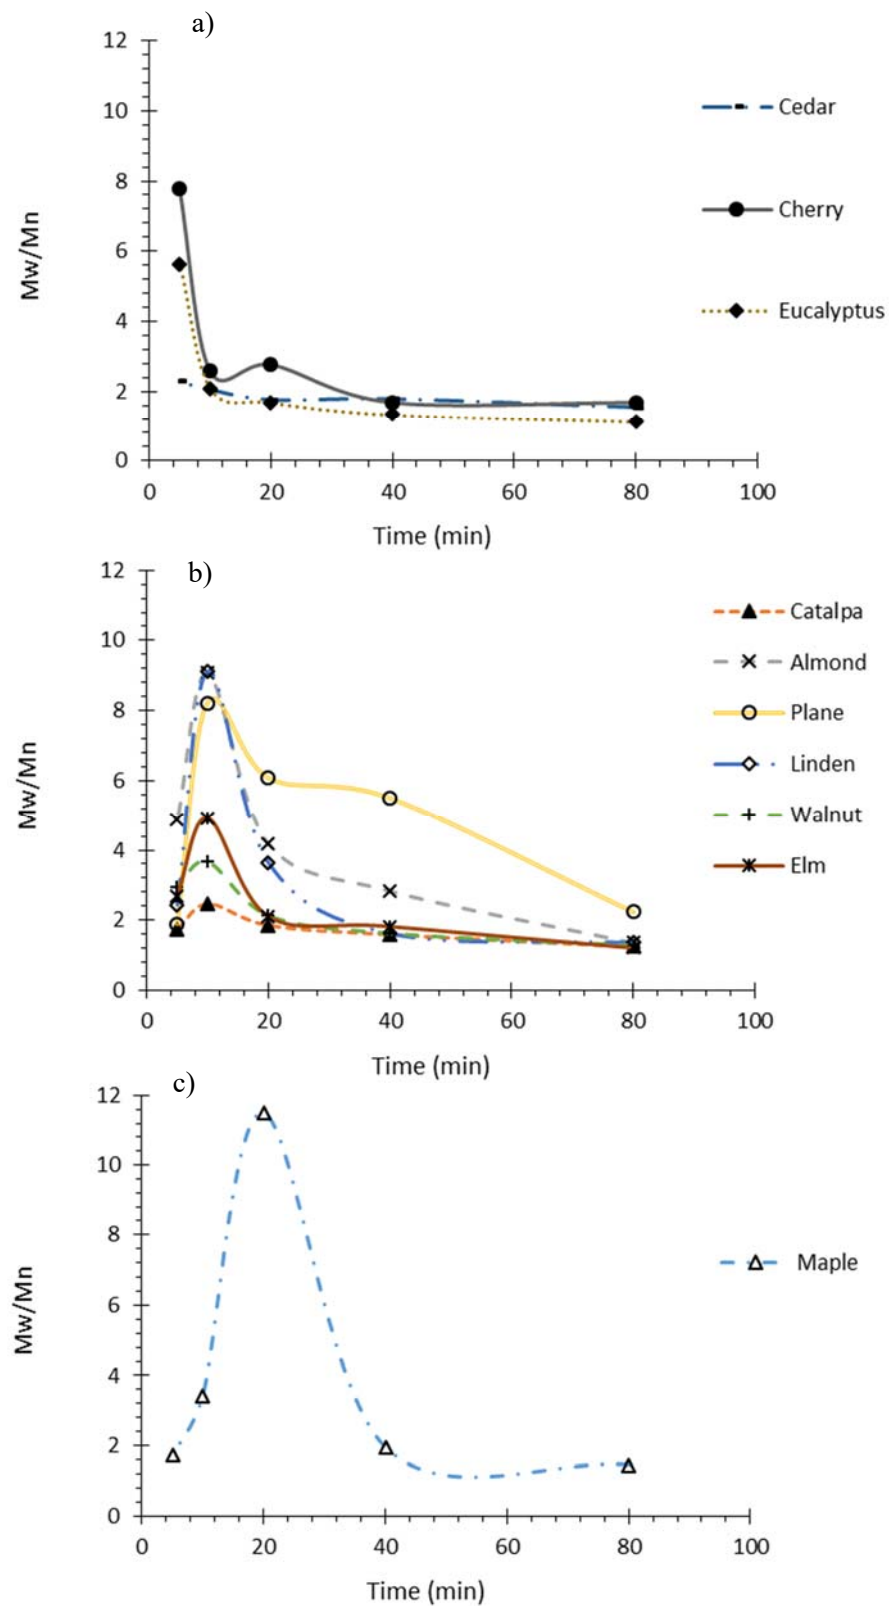 a)
12
10
8
6
4
2
0
Mw/Mn
0 20 40 60 80 100
Time (min)
Cedar
Cherry
Eucalyptus
b)
12
10
8
6
4
2
0
Mw/Mn
0 20 40 60 80 100
Time (min)
Catalpa
Almond
Plane
Linden
Walnut
Elm
c)
12
10
8
6
4
2
0
Mw/Mn
0 20 40 60 80 100
Time (min)
Maple